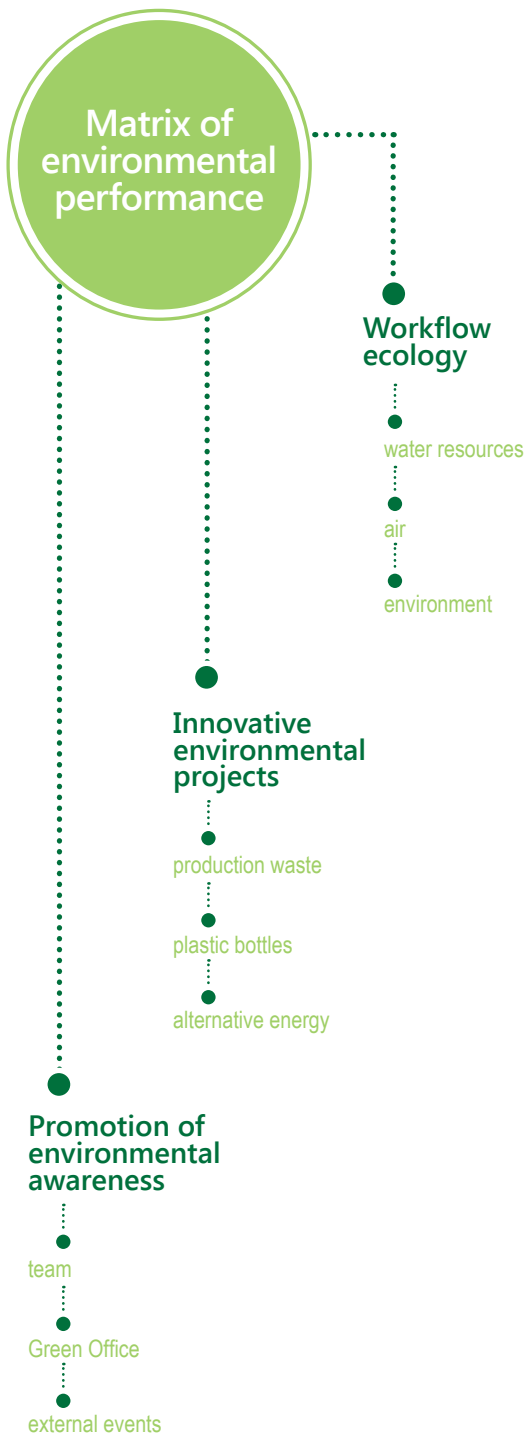 Matrix of
environmental
performance
Workflow
ecology
water resources
air
environment
Innovative
environmental
projects
production waste
plastic bottles
alternative energy
Promotion of
environmental
awareness
team
Green Office
external events